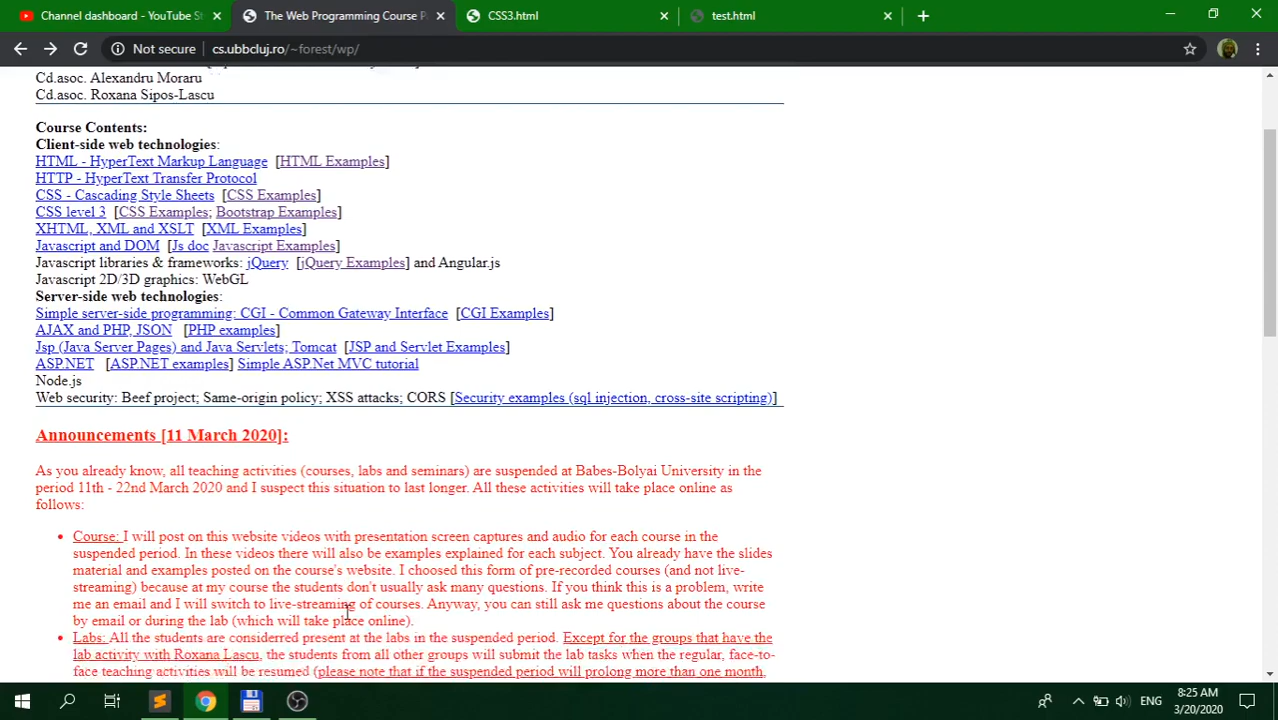 Channel dashboard - YouTube S
The Web Programming Course P
CSS3.html
test.html
Not secure
cs.ubbcluj.ro/~forest/wp/
Cd.asoc. Alexandru Moraru
Cd.asoc. Roxana Sipos-Lascu
Course Contents:
Client-side web technologies:
HTML - HyperText Markup Language [HTML Examples]
HTTP - HyperText Transfer Protocol
CSS - Cascading Style Sheets [CSS Examples]
CSS level 3 [CSS Examples; Bootstrap Examples]
XHTML, XML and XSLT [XML Examples]
Javascript and DOM [Js doc Javascript Examples]
Javascript libraries & frameworks: jQuery [jQuery Examples] and Angular.js
Javascript 2D/3D graphics: WebGL
Server-side web technologies:
Simple server-side programming: CGI - Common Gateway Interface [CGI Examples]
AJAX and PHP, JSON [PHP examples]
Jsp (Java Server Pages) and Java Servlets; Tomcat [JSP and Servlet Examples]
ASP.NET [ASP.NET examples] Simple ASP.Net MVC tutorial
Node.js
Web security: Beef project; Same-origin policy; XSS attacks; CORS [Security examples (sql injection, cross-site scripting)]
Announcements [11 March 2020]:
As you already know, all teaching activities (courses, labs and seminars) are suspended at Babes-Bolyai University in the
period 11th - 22nd March 2020 and I suspect this situation to last longer. All these activities will take place online as
follows:
Course: I will post on this website videos with presentation screen captures and audio for each course in the
suspended period. In these videos there will also be examples explained for each subject. You already have the slides
material and examples posted on the course's website. I choosed this form of pre-recorded courses (and not live-
streaming) because at my course the students don't usually ask many questions. If you think this is a problem, write
me an email and I will switch to live-streaming of courses. Anyway, you can still ask me questions about the course
by email or during the lab (which will take place online).
Labs: All the students are considerred present at the labs in the suspended period. Except for the groups that have the
lab activity with Roxana Lascu, the students from all other groups will submit the lab tasks when the regular, face-to-
face teaching activities will be resumed (please note that if the suspended period will prolong more than one month,
ENG
8:25 AM
3/20/2020